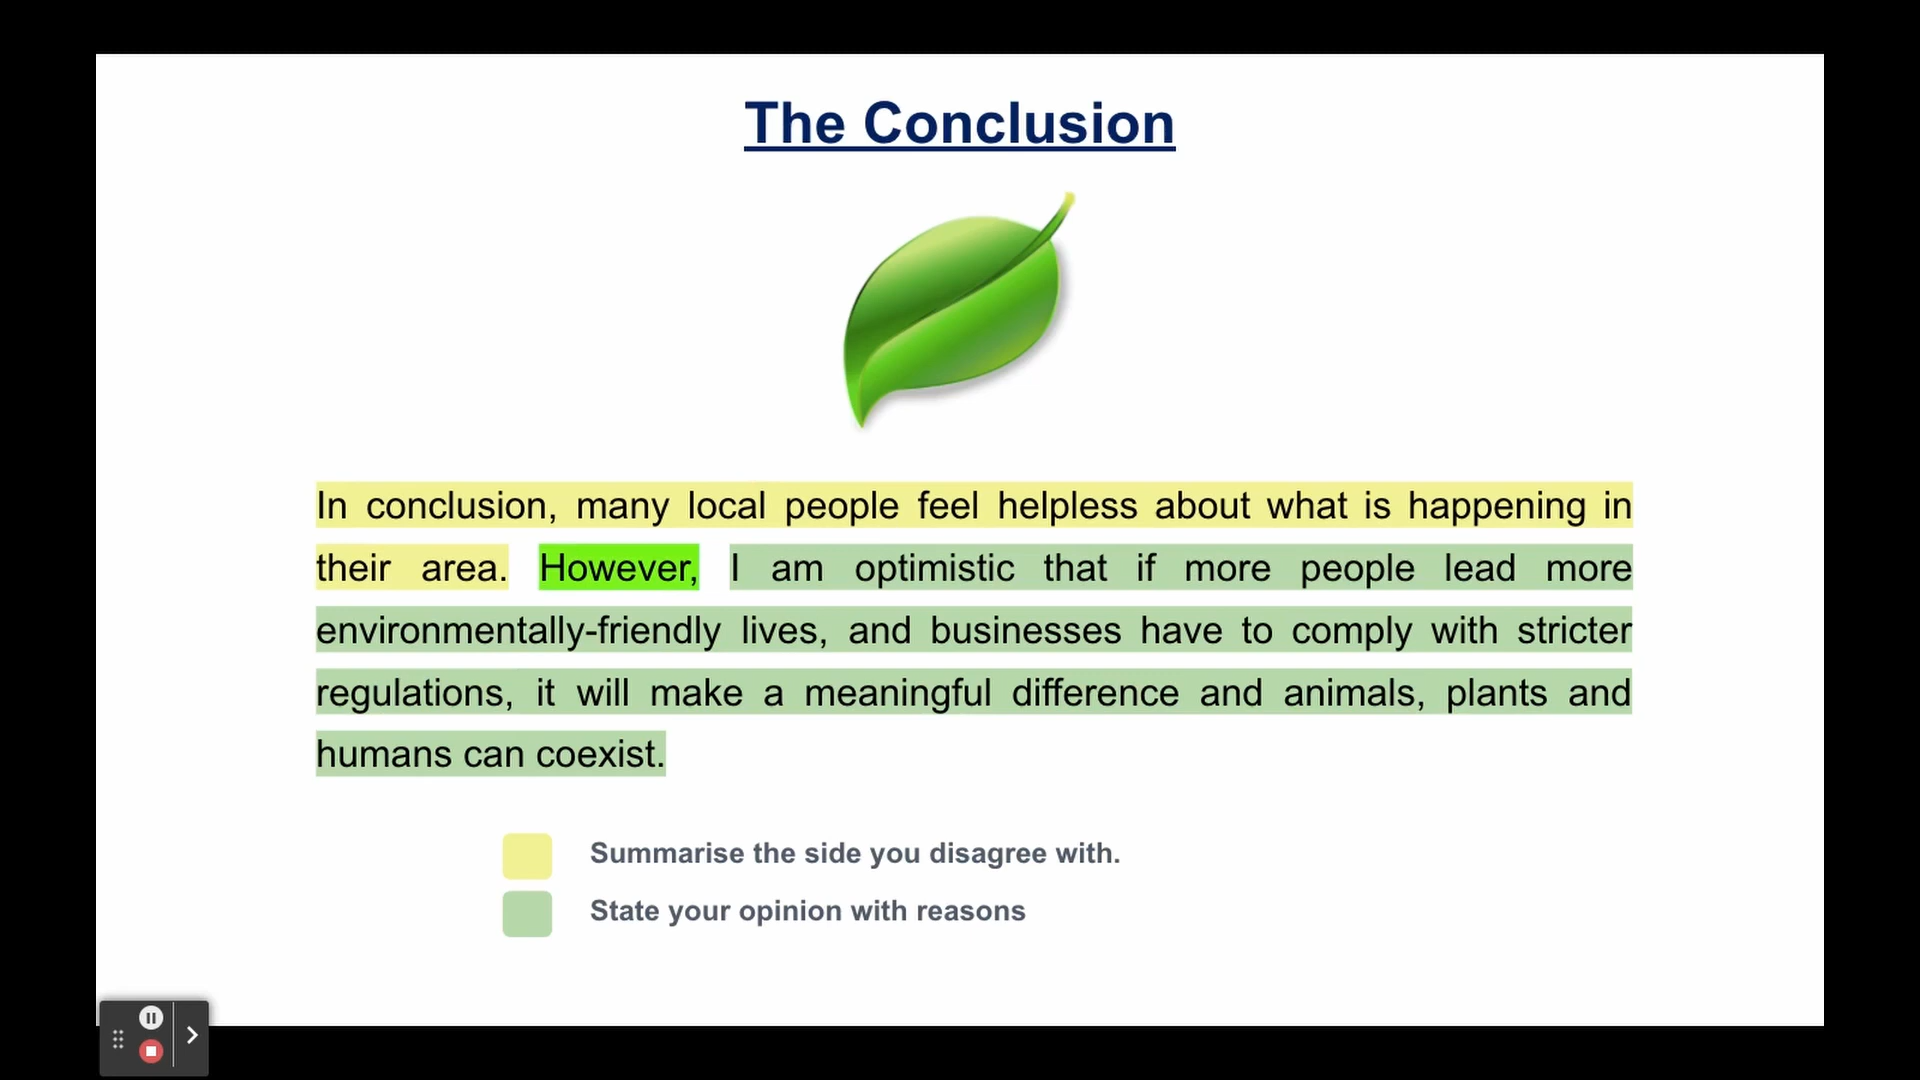 The Conclusion
In conclusion, many local people feel helpless about what is happening in
their area. However, I am optimistic that if more people lead more
environmentally-friendly lives, and businesses have to comply with stricter
regulations, it will make a meaningful difference and animals, plants and
humans can coexist.
Summarise the side you disagree with.
State your opinion with reasons